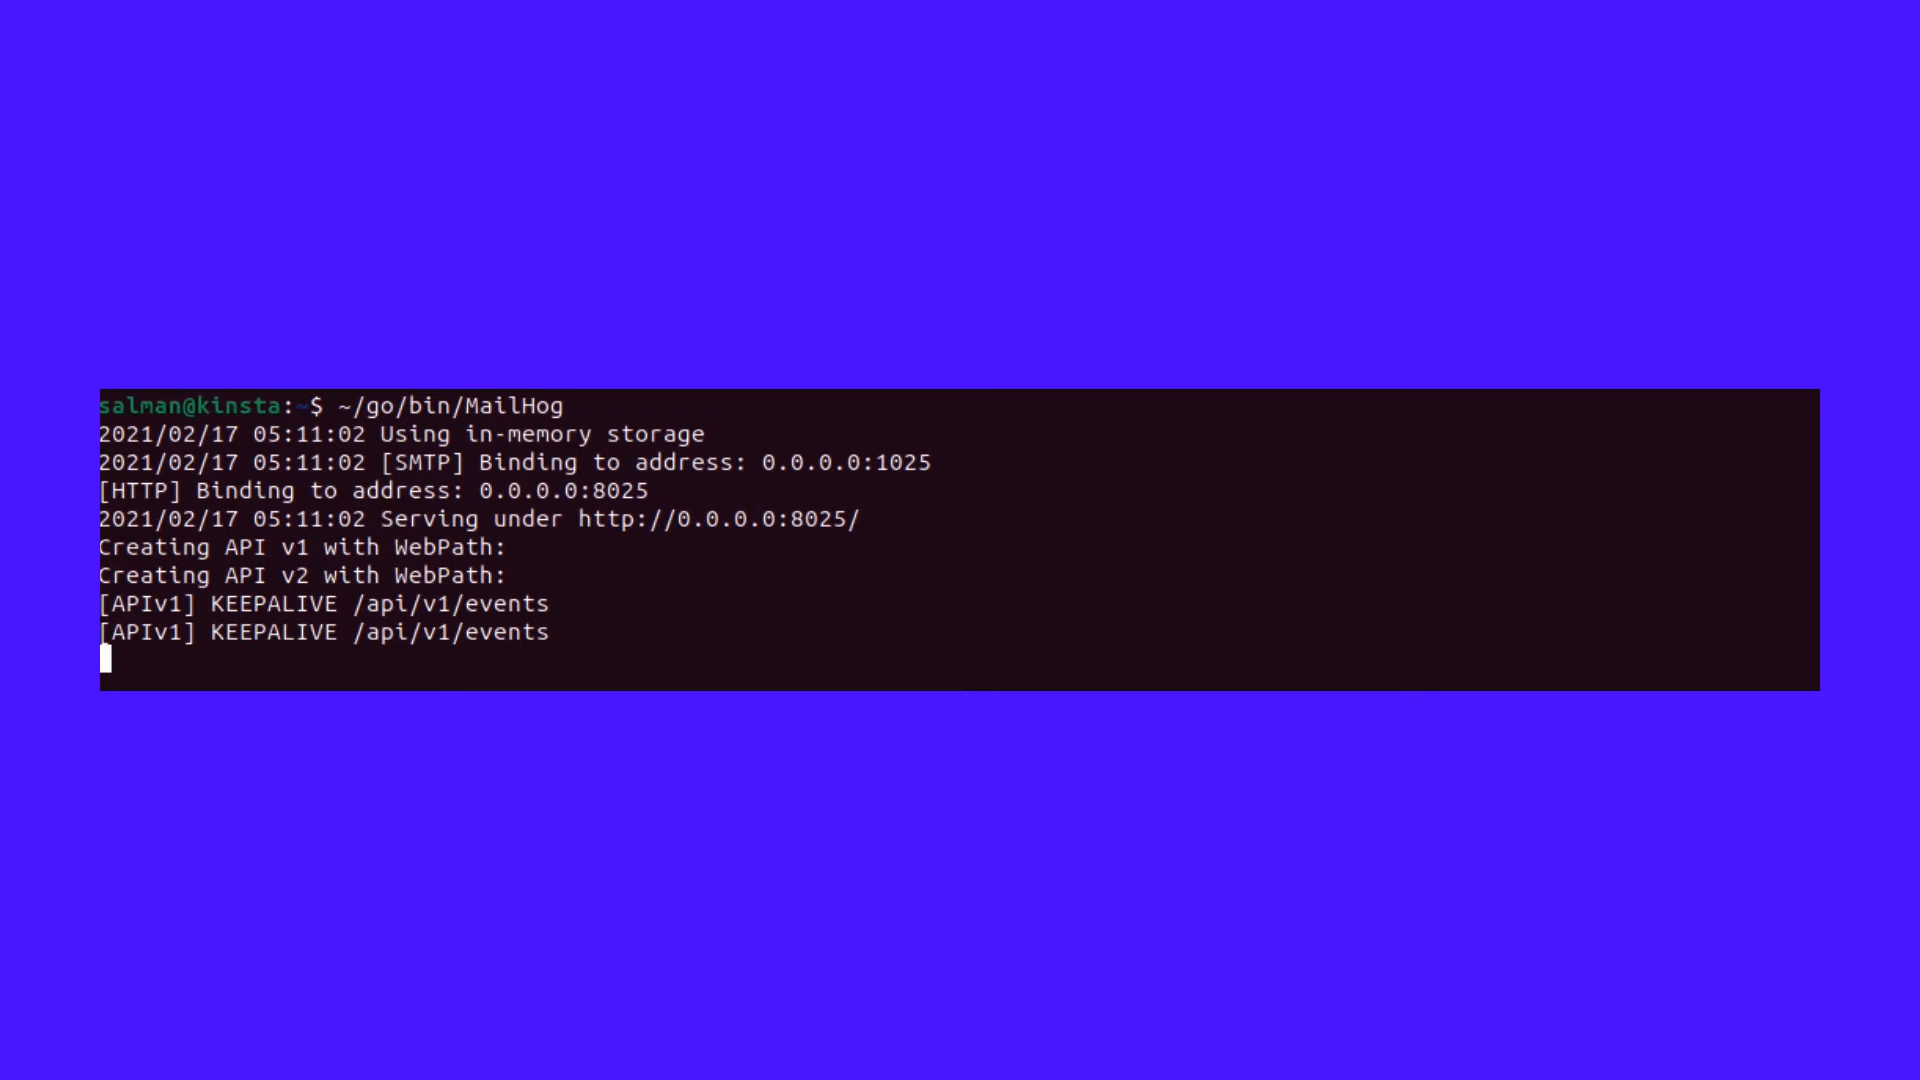 salman@kinsta:~$ ~/go/bin/MailHog
2021/02/17 05:11:02 Using in-memory storage
2021/02/17 05:11:02 [SMTP] Binding to address: 0.0.0.0:1025
[HTTP] Binding to address: 0.0.0.0:8025
2021/02/17 05:11:02 Serving under http://0.0.0.0:8025/
Creating API v1 with WebPath:
Creating API v2 with WebPath:
[APIv1] KEEPALIVE /api/v1/events
[APIv1] KEEPALIVE /api/v1/events